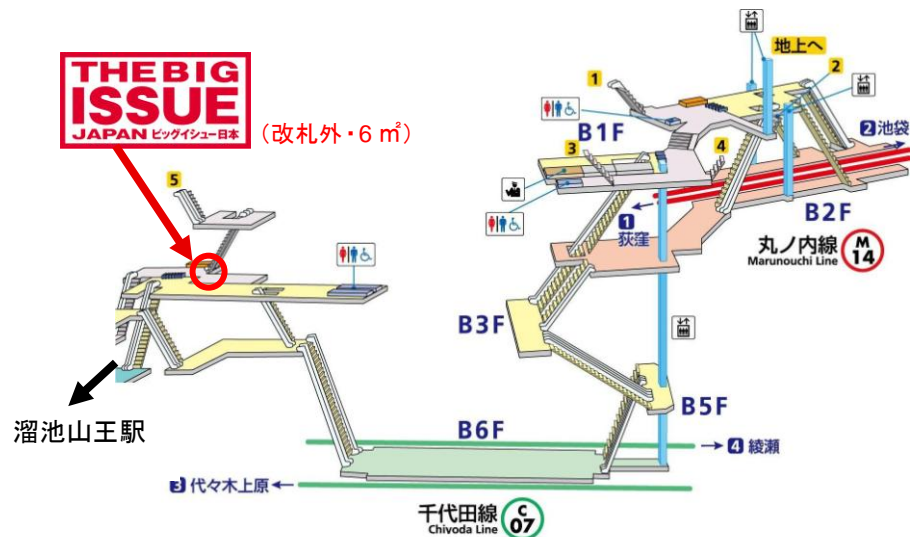 THE BIG
ISSUE
JAPAN ビッグイシュー日本
(改札外・6㎡)
地上へ
1
2
B1F
3
4
2 池袋
5
1
荻窪
B2F
丸ノ内線
Marunouchi Line
M
14
B3F
溜池山王駅
B6F
B5F
4 綾瀬
3 代々木上原
千代田線
Chiyoda Line
C
07